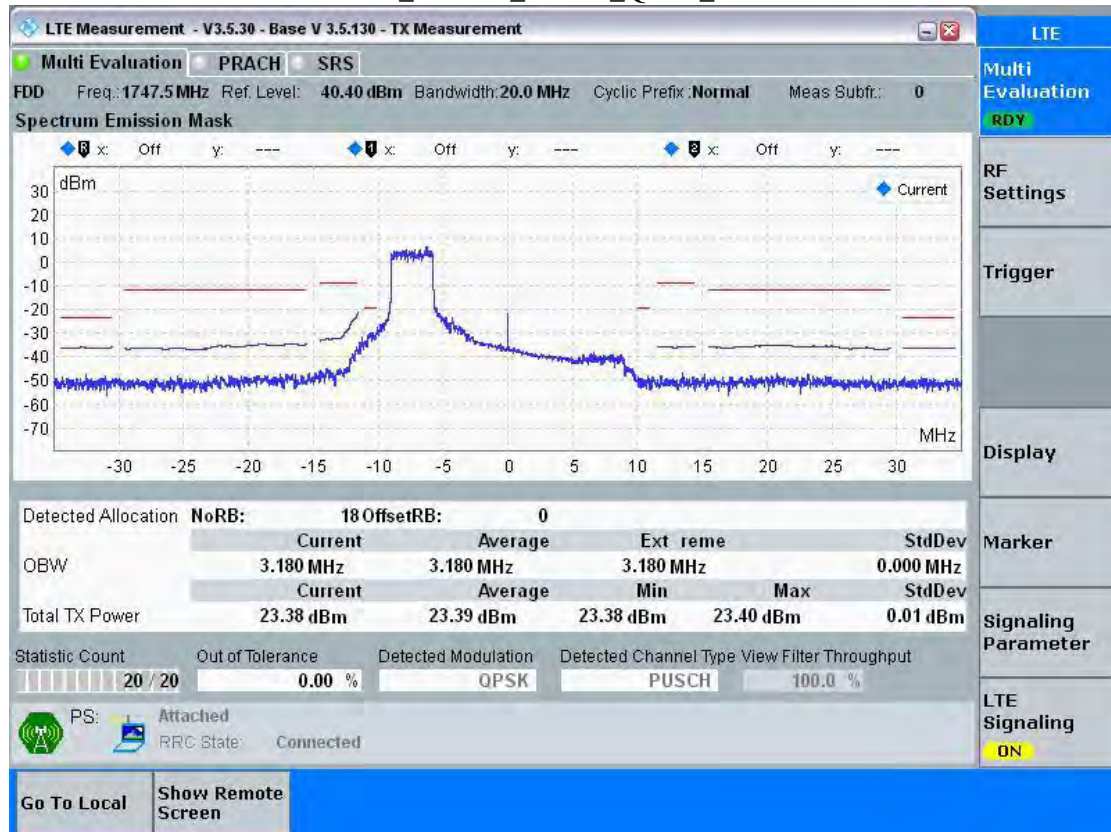 LTE Measurement - V3.5.30 - Base V 3.5.130 - TX Measurement
LTE
Multi Evaluation PRACH SRS
FDD Freq.: 1747.5 MHz Ref. Level: 40.40 dBm Bandwidth: 20.0 MHz Cyclic Prefix : Normal Meas Subfr.: 0
Multi
Evaluation
RDY
Spectrum Emission Mask
R x: Off y: --- 1 x: Off y: --- 2 x: Off y: ---
dBm
Current
30
20
10
0
-10
-20
-30
-40
-50
-60
-70
MHz
-30 -25 -20 -15 -10 -5 0 5 10 15 20 25 30
RF
Settings
Trigger
Display
Marker
Signaling
Parameter
LTE
Signaling
ON
Detected Allocation NoRB: 18 OffsetRB: 0
Current Average Ext reme StdDev
OBW 3.180 MHz 3.180 MHz 3.180 MHz 0.000 MHz
Current Average Min Max StdDev
Total TX Power 23.38 dBm 23.39 dBm 23.38 dBm 23.40 dBm 0.01 dBm
Statistic Count Out of Tolerance Detected Modulation Detected Channel Type View Filter Throughput
20 / 20 0.00 % QPSK PUSCH 100.0 %
PS: Attached
RRC State: Connected
Go To Local
Show Remote
Screen